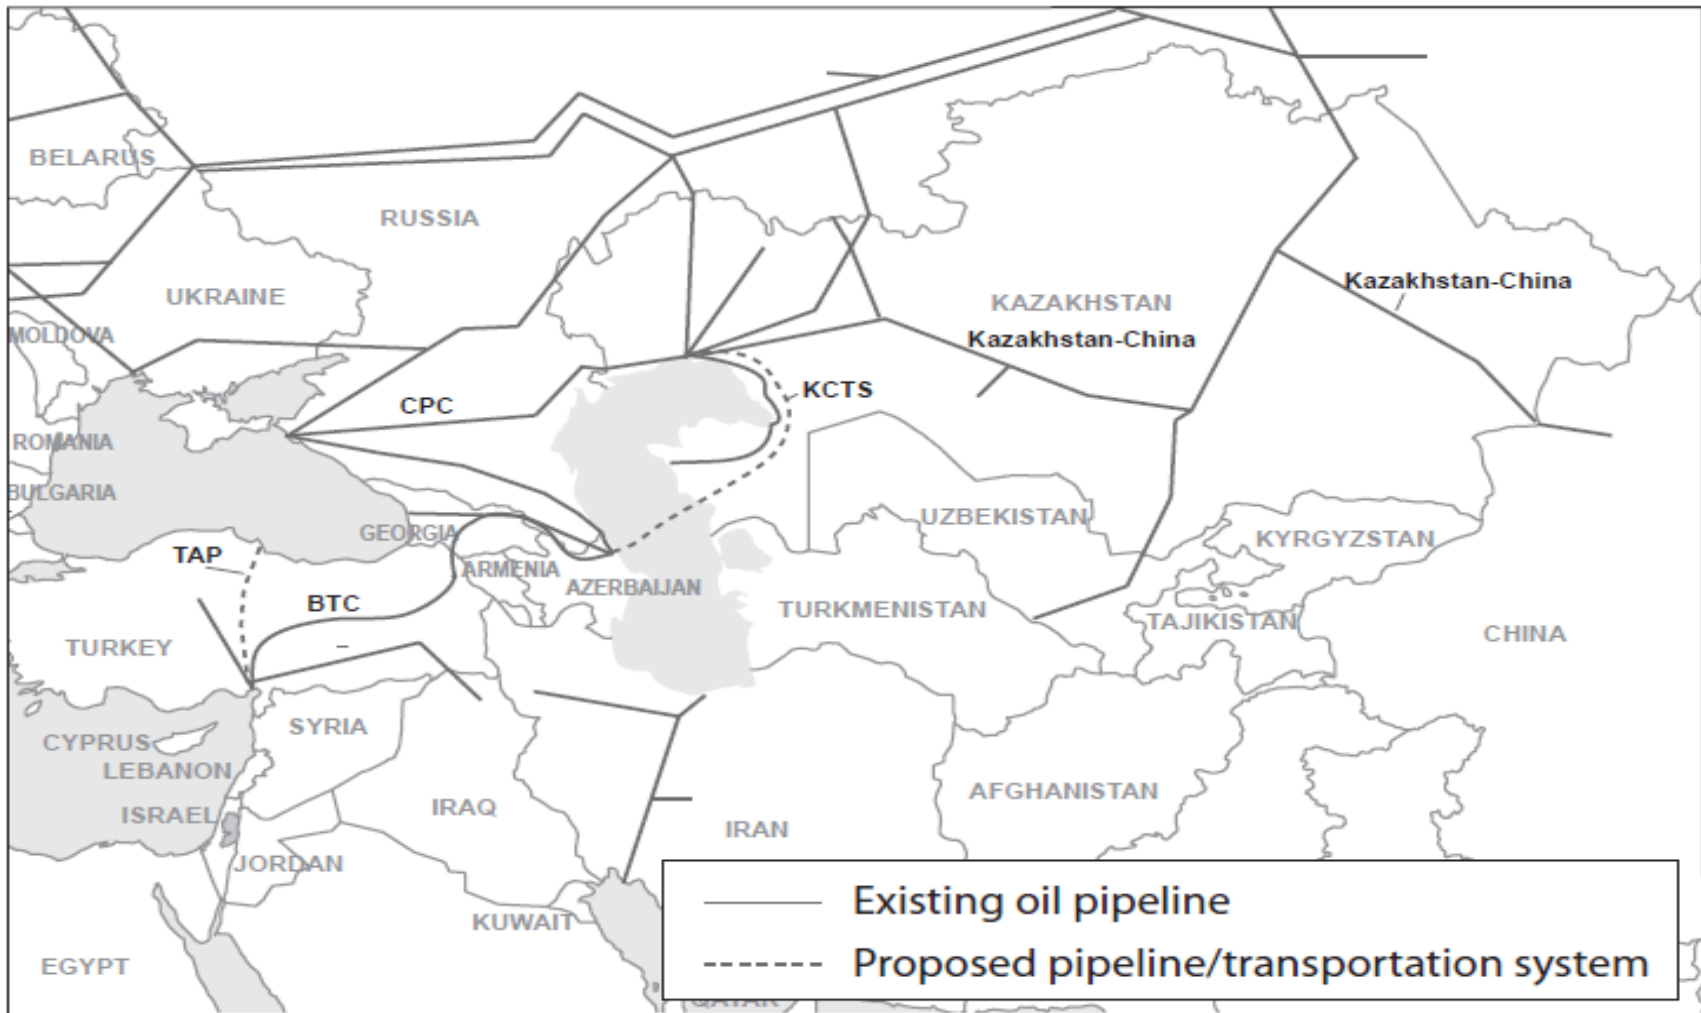 BELARUS
RUSSIA
UKRAINE
Kazakhstan-China
KAZAKHSTAN
MOLDOVA
Kazakhstan-China
KCTS
CPC
ROMANIA
BULGARIA
UZBEKISTAN
GEORGIA
KYRGYZSTAN
TAP
ARMENIA
AZERBAIJAN
BTC
TURKMENISTAN
TAJIKISTAN
CHINA
TURKEY
SYRIA
CYPRUS
LEBANON
AFGHANISTAN
IRAQ
ISRAEL
IRAN
JORDAN
KUWAIT
EGYPT
Existing oil pipeline
Proposed pipeline/transportation system
QATAR